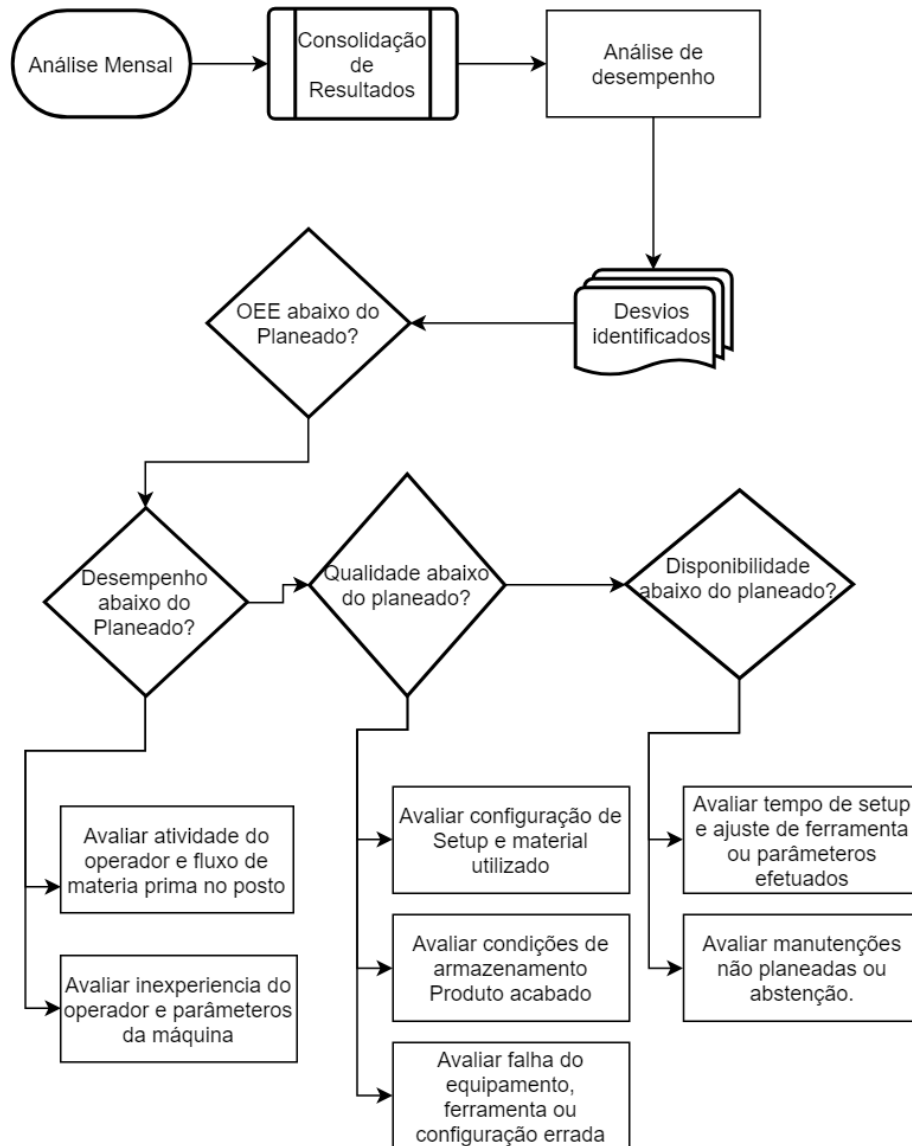 Análise Mensal
Consolidação
de
Resultados
Análise de
desempenho
OEE abaixo do
Planeado?
Desvios
identificados
Desempenho
abaixo do
Planeado?
Qualidade abaixo
do planeado?
Disponibilidade
abaixo do planeado?
Avaliar atividade do
operador e fluxo de
materia prima no posto
Avaliar inexperiencia do
operador e parâmeteros
da máquina
Avaliar configuração de
Setup e material
utilizado
Avaliar condições de
armazenamento
Produto acabado
Avaliar falha do
equipamento,
ferramenta ou
configuração errada
Avaliar tempo de setup
e ajuste de ferramenta
ou parâmeteros
efetuados
Avaliar manutenções
não planeadas ou
abstenção.